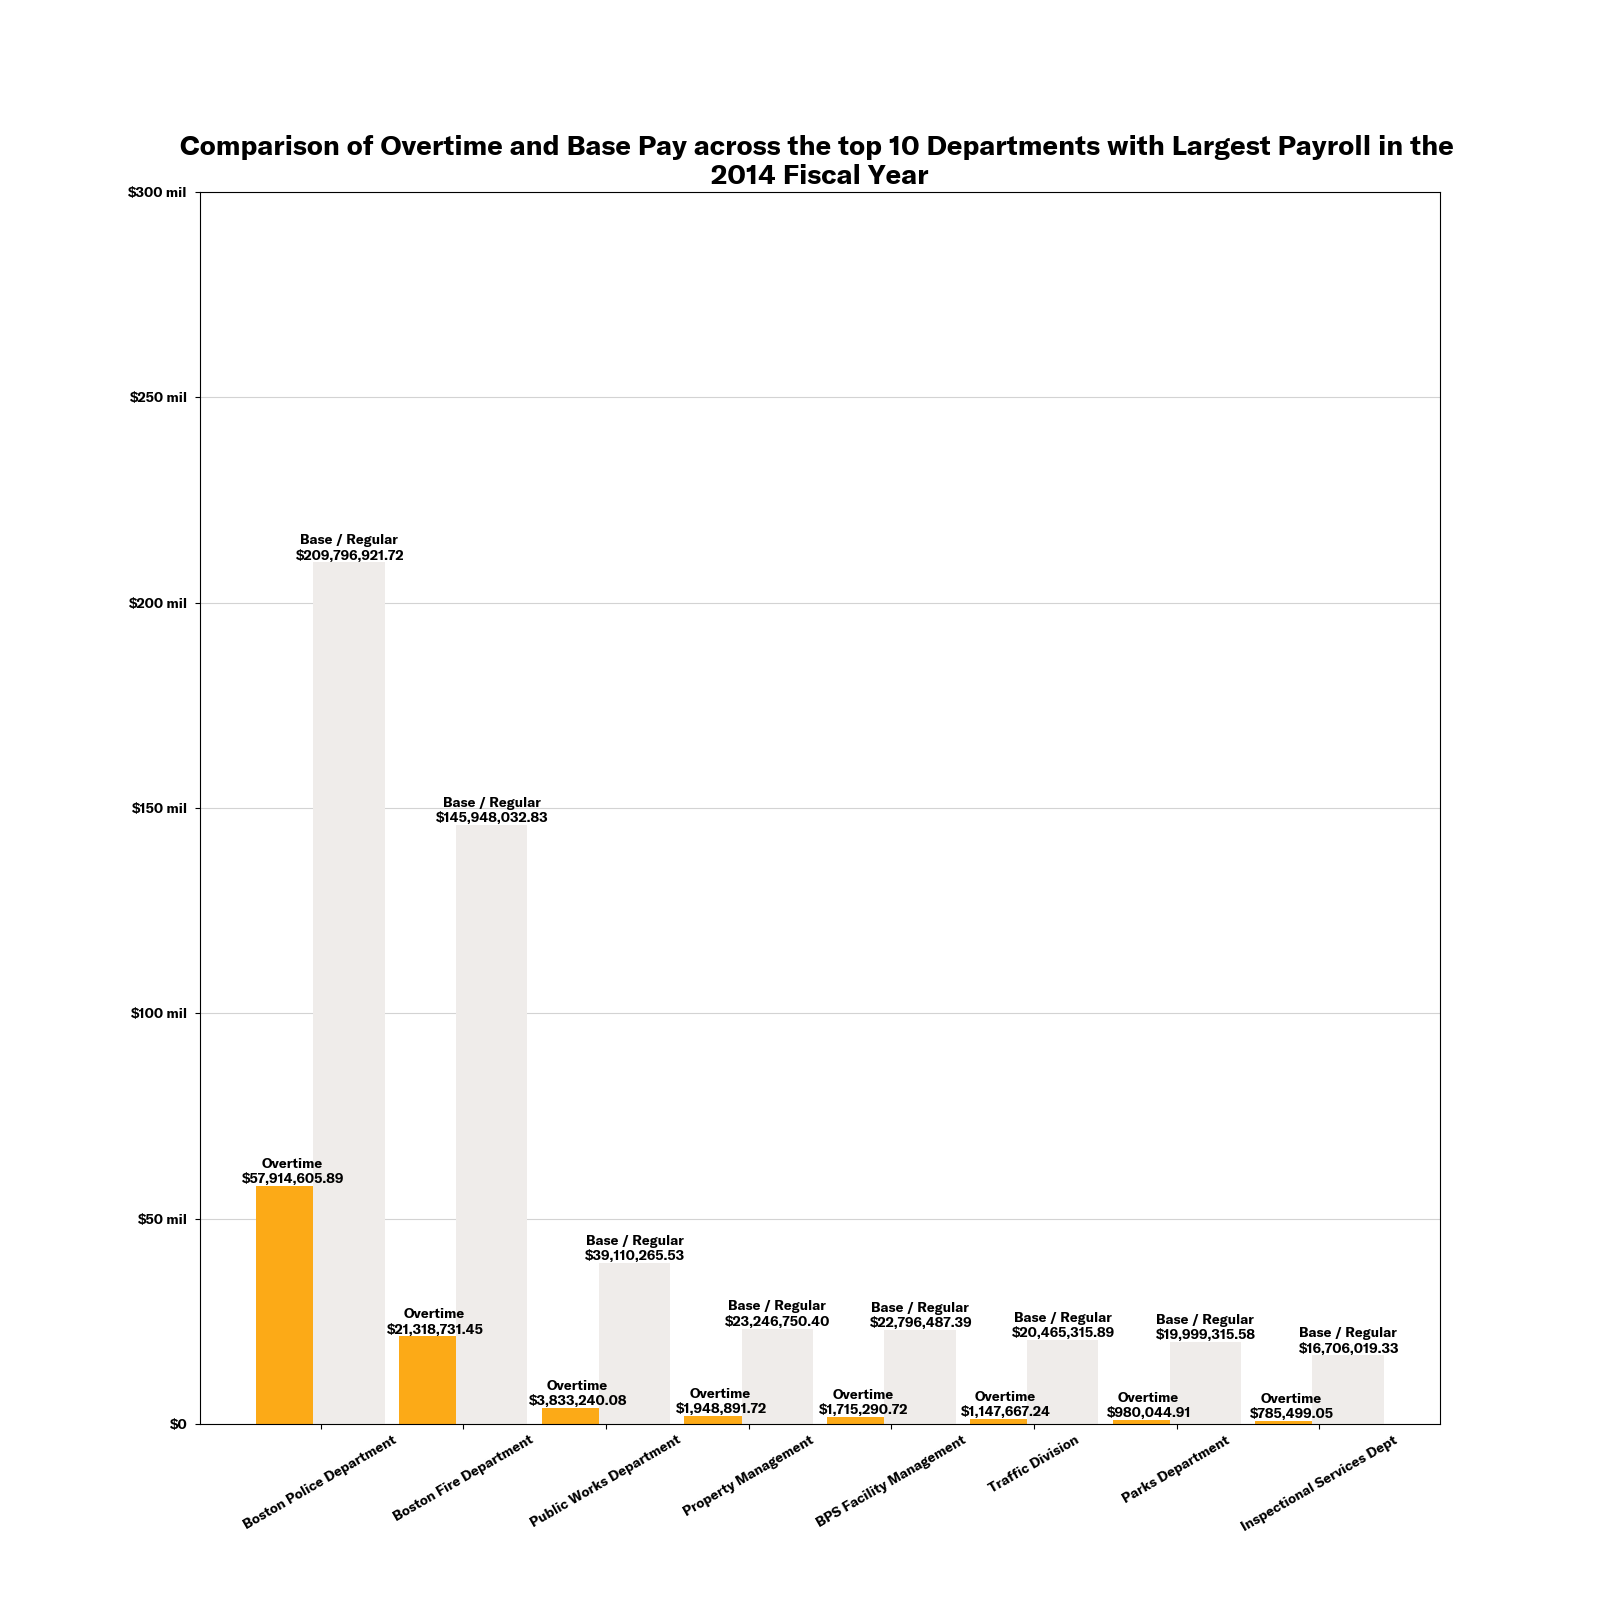 Comparison of Overtime and Base Pay across the top 10 Departments with Largest Payroll in the
2014 Fiscal Year
$300 mil
$250 mil
$200 mil
$150 mil
$100 mil
$50 mil
$0
Base / Regular
$209,796,921.72
Overtime
$57,914,605.89
Base / Regular
$145,948,032.83
Overtime
$21,318,731.45
Base / Regular
$39,110,265.53
Overtime
$3,833,240.08
Base / Regular
$23,246,750.40
Overtime
$1,948,891.72
Base / Regular
$22,796,487.39
Overtime
$1,715,290.72
Base / Regular
$20,465,315.89
Overtime
$1,147,667.24
Base / Regular
$19,999,315.58
Overtime
$980,044.91
Base / Regular
$16,706,019.33
Overtime
$785,499.05
Boston Police Department
Boston Fire Department
Public Works Department
Property Management
BPS Facility Management
Traffic Division
Parks Department
Inspectional Services Dept